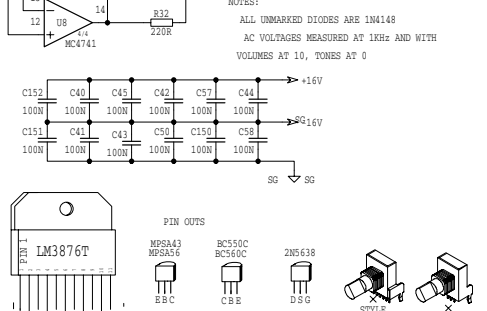 NOTES:
ALL UNMARKED DIODES ARE 1N4148
AC VOLTAGES MEASURED AT 1KHz AND WITH
VOLUMES AT 10, TONES AT 0
14
12
U8
4/4
MC4741
R32
220R
+16V
C152 C40 C45 C42 C57 C44
100N 100N 100N 100N 100N 100N
SG
-16V
C151 C41 C43 C50 C150 C58
100N 100N 100N 100N 100N 100N
SG SG
PIN OUTS
PIN 1
LM3876T
MPSA43
MPSA56
E B C
BC550C
BC560C
C B E
2N5638
D S G
STYLE